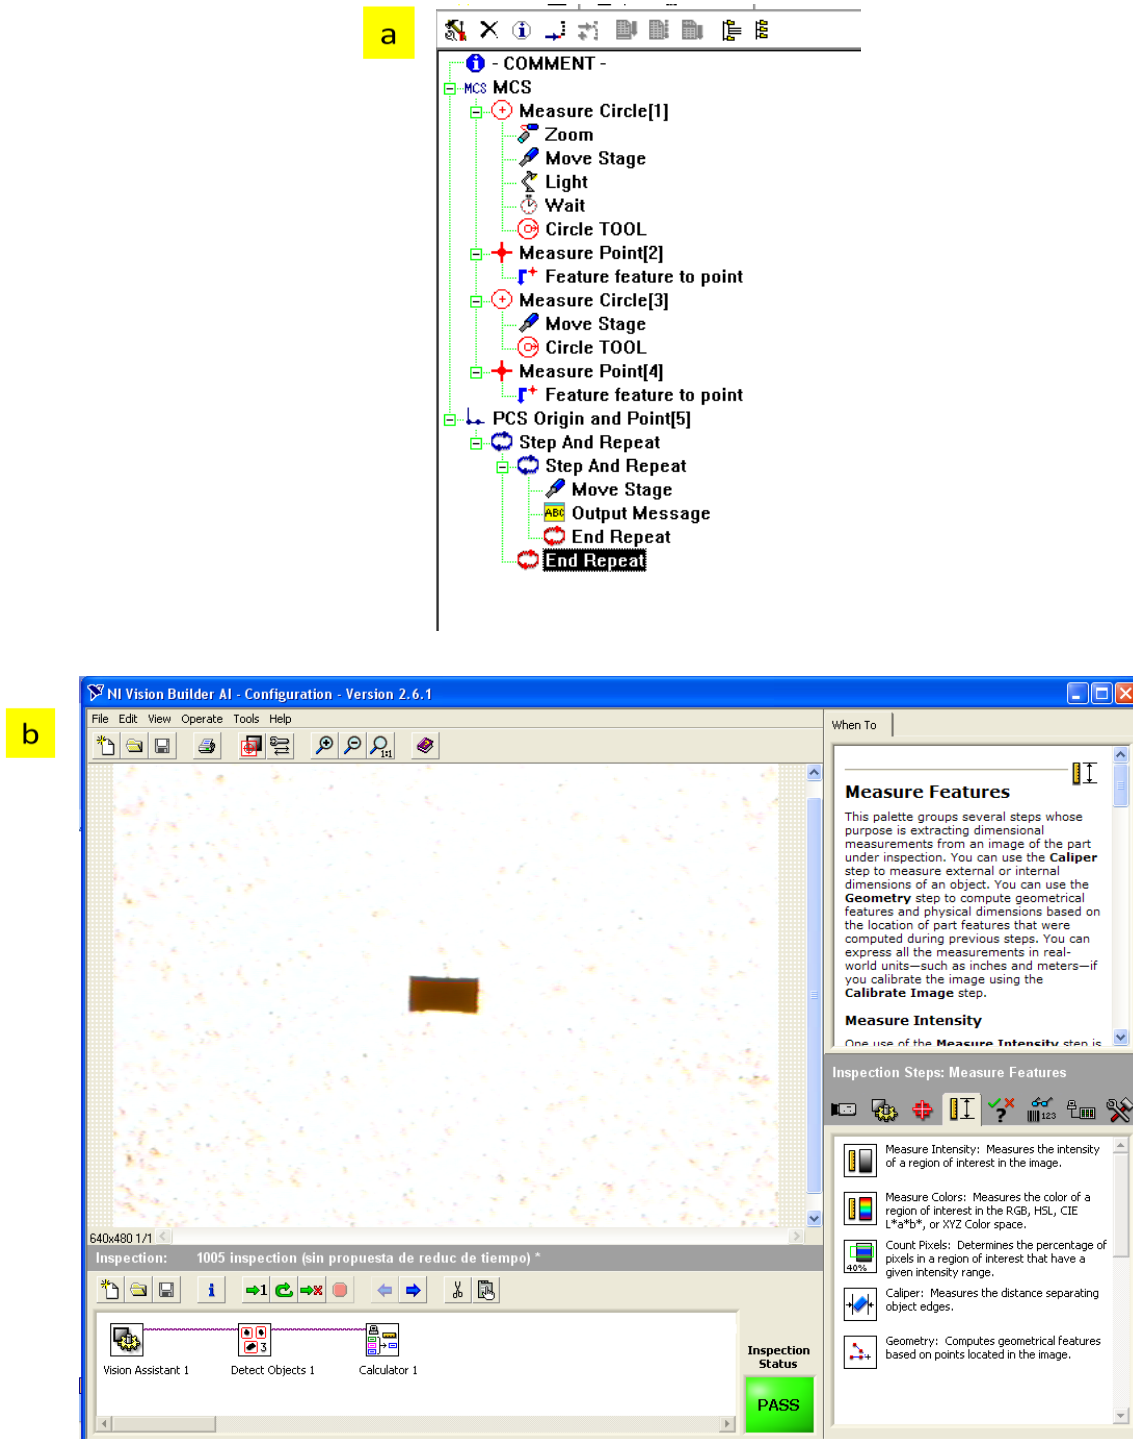 a
- COMMENT -
MCS MCS
Measure Circle[1]
Zoom
Move Stage
Light
Wait
Circle TOOL
Measure Point[2]
Feature feature to point
Measure Circle[3]
Move Stage
Circle TOOL
Measure Point[4]
Feature feature to point
PCS Origin and Point[5]
Step And Repeat
Step And Repeat
Move Stage
ABC Output Message
End Repeat
End Repeat
b
NI Vision Builder AI - Configuration - Version 2.6.1
File Edit View Operate Tools Help
1:1
640x480 1/1
Inspection: 1005 inspection (sin propuesta de reduc de tiempo) *
1
3
Vision Assistant 1 Detect Objects 1 Calculator 1
Inspection
Status
PASS
When To
Measure Features
This palette groups several steps whose
purpose is extracting dimensional
measurements from an image of the part
under inspection. You can use the Caliper
step to measure external or internal
dimensions of an object. You can use the
Geometry step to compute geometrical
features and physical dimensions based on
the location of part features that were
computed during previous steps. You can
express all the measurements in real-
world units—such as inches and meters—if
you calibrate the image using the
Calibrate Image step.
Measure Intensity
One use of the Measure Intensity step is
Inspection Steps: Measure Features
123
Measure Intensity: Measures the intensity
of a region of interest in the image.
Measure Colors: Measures the color of a
region of interest in the RGB, HSL, CIE
L*a*b*, or XYZ Color space.
Count Pixels: Determines the percentage of
pixels in a region of interest that have a
given intensity range.
40%
Caliper: Measures the distance separating
object edges.
Geometry: Computes geometrical features
based on points located in the image.